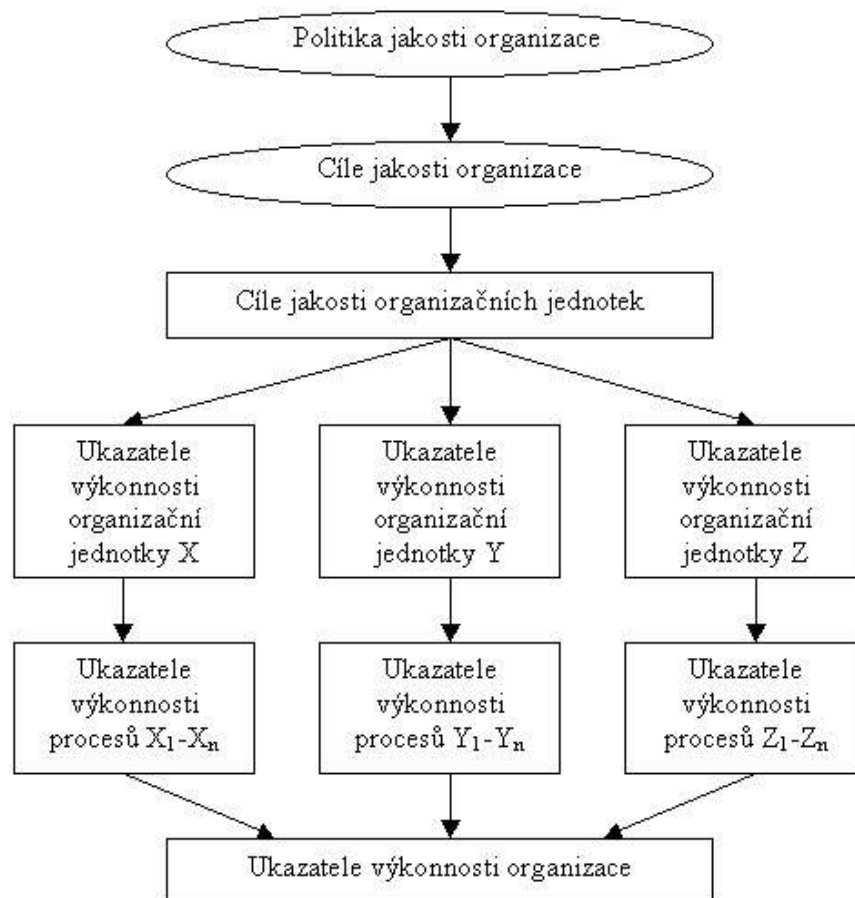 Politika jakosti organizace
Cíle jakosti organizace
Cíle jakosti organizačních jednotek
Ukazatele
výkonnosti
organizační
jednotky X
Ukazatele
výkonnosti
organizační
jednotky Y
Ukazatele
výkonnosti
organizační
jednotky Z
Ukazatele
výkonnosti
procesů X₁-Xₙ
Ukazatele
výkonnosti
procesů Y₁-Yₙ
Ukazatele
výkonnosti
procesů Z₁-Zₙ
Ukazatele výkonnosti organizace